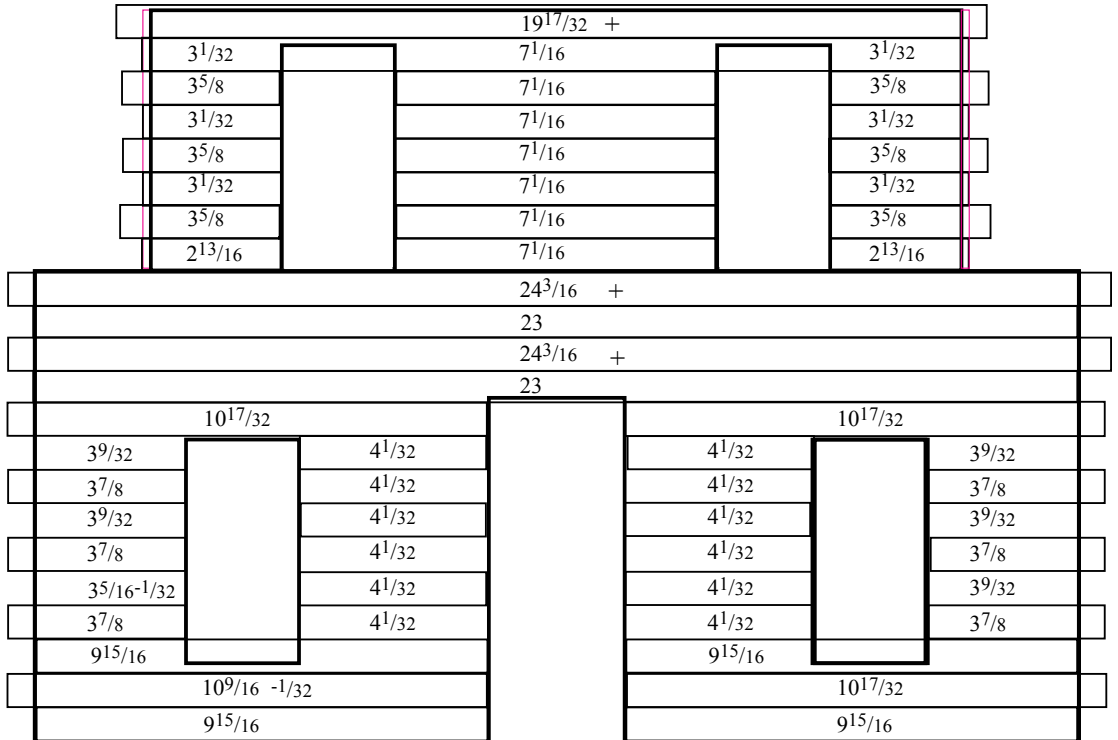 19 17/32 +
3 1/32 7 1/16 3 1/32
3 5/8 7 1/16 3 5/8
3 1/32 7 1/16 3 1/32
3 5/8 7 1/16 3 5/8
3 1/32 7 1/16 3 1/32
3 5/8 7 1/16 3 5/8
2 13/16 7 1/16 2 13/16
24 3/16 +
23
24 3/16 +
23
10 17/32 10 17/32
3 9/32 4 1/32 4 1/32 3 9/32
3 7/8 4 1/32 4 1/32 3 7/8
3 9/32 4 1/32 4 1/32 3 9/32
3 7/8 4 1/32 4 1/32 3 7/8
3 5/16 -1/32 4 1/32 4 1/32 3 9/32
3 7/8 4 1/32 4 1/32 3 7/8
9 15/16 9 15/16
10 9/16 -1/32 10 17/32
9 15/16 9 15/16